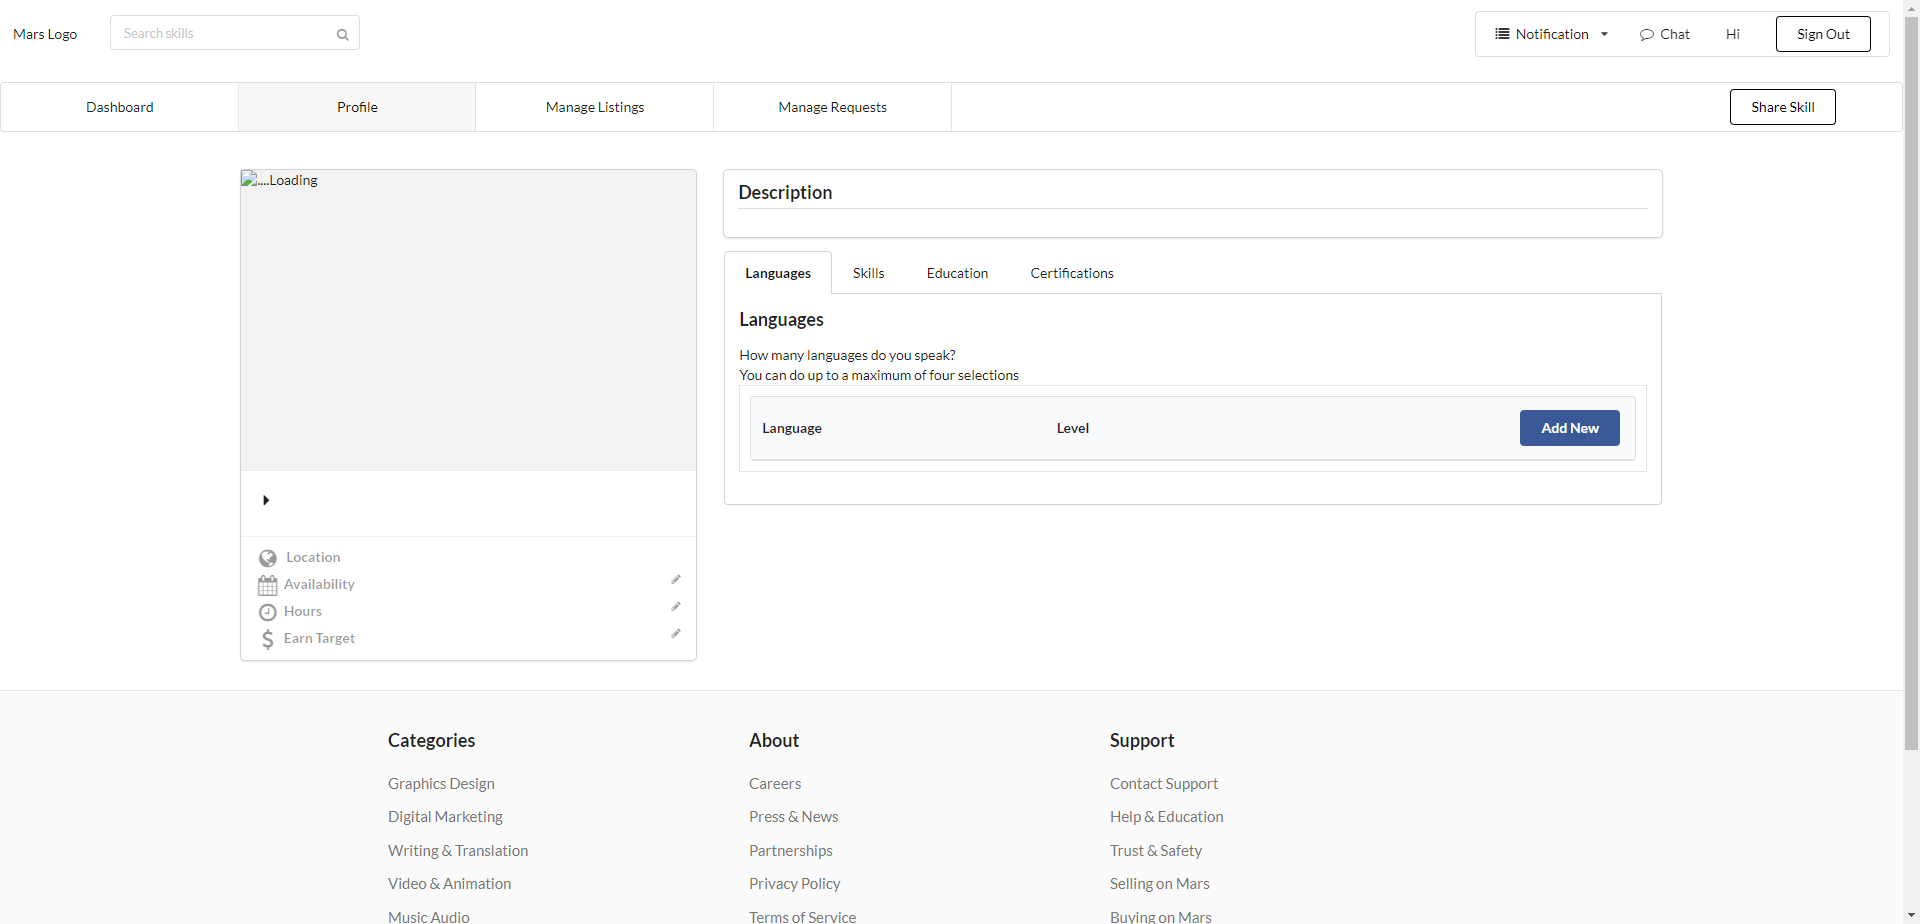 Mars Logo
Search skills
Notification
Chat
Hi
Sign Out
Dashboard
Profile
Manage Listings
Manage Requests
Share Skill
....Loading
Location
Availability
Hours
Earn Target
Description
Languages
Skills
Education
Certifications
Languages
How many languages do you speak?
You can do up to a maximum of four selections
Language
Level
Add New
Categories
Graphics Design
Digital Marketing
Writing & Translation
Video & Animation
Music Audio
About
Careers
Press & News
Partnerships
Privacy Policy
Terms of Service
Support
Contact Support
Help & Education
Trust & Safety
Selling on Mars
Buying on Mars